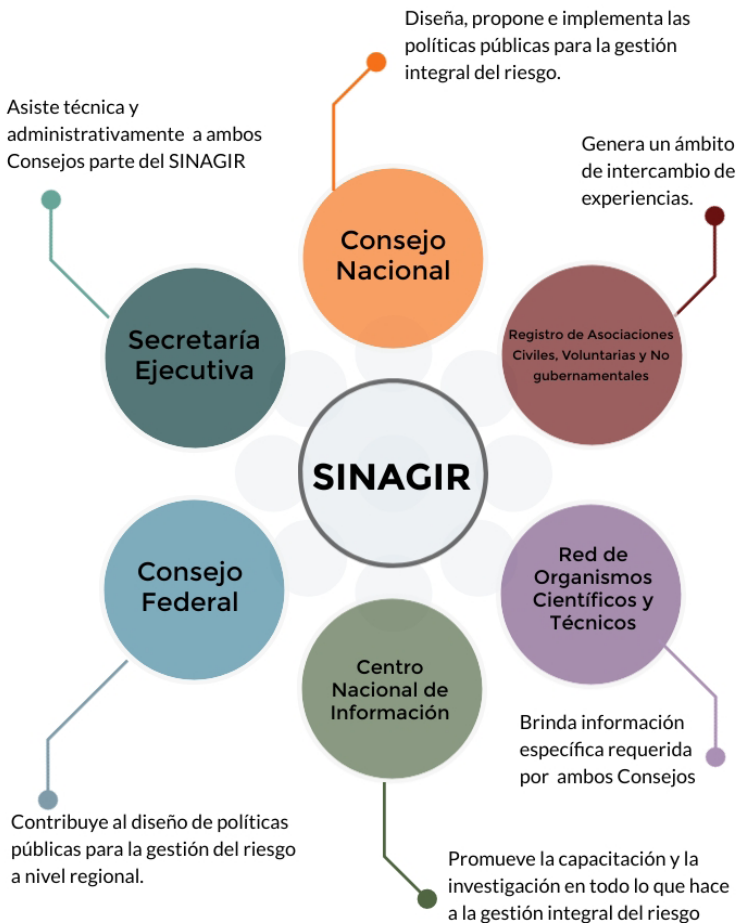 Diseña, propone e implementa las
políticas públicas para la gestión
integral del riesgo.
Asiste técnica y
administrativamente a ambos
Consejos parte del SINAGIR
Genera un ámbito
de intercambio de
experiencias.
Consejo
Nacional
Secretaría
Ejecutiva
Registro de Asociaciones
Civiles, Voluntarias y No
gubernamentales
SINAGIR
Consejo
Federal
Red de
Organismos
Científicos y
Técnicos
Centro
Nacional de
Información
Brinda información
específica requerida
por ambos Consejos
Contribuye al diseño de políticas
públicas para la gestión del riesgo
a nivel regional.
Promueve la capacitación y la
investigación en todo lo que hace
a la gestión integral del riesgo